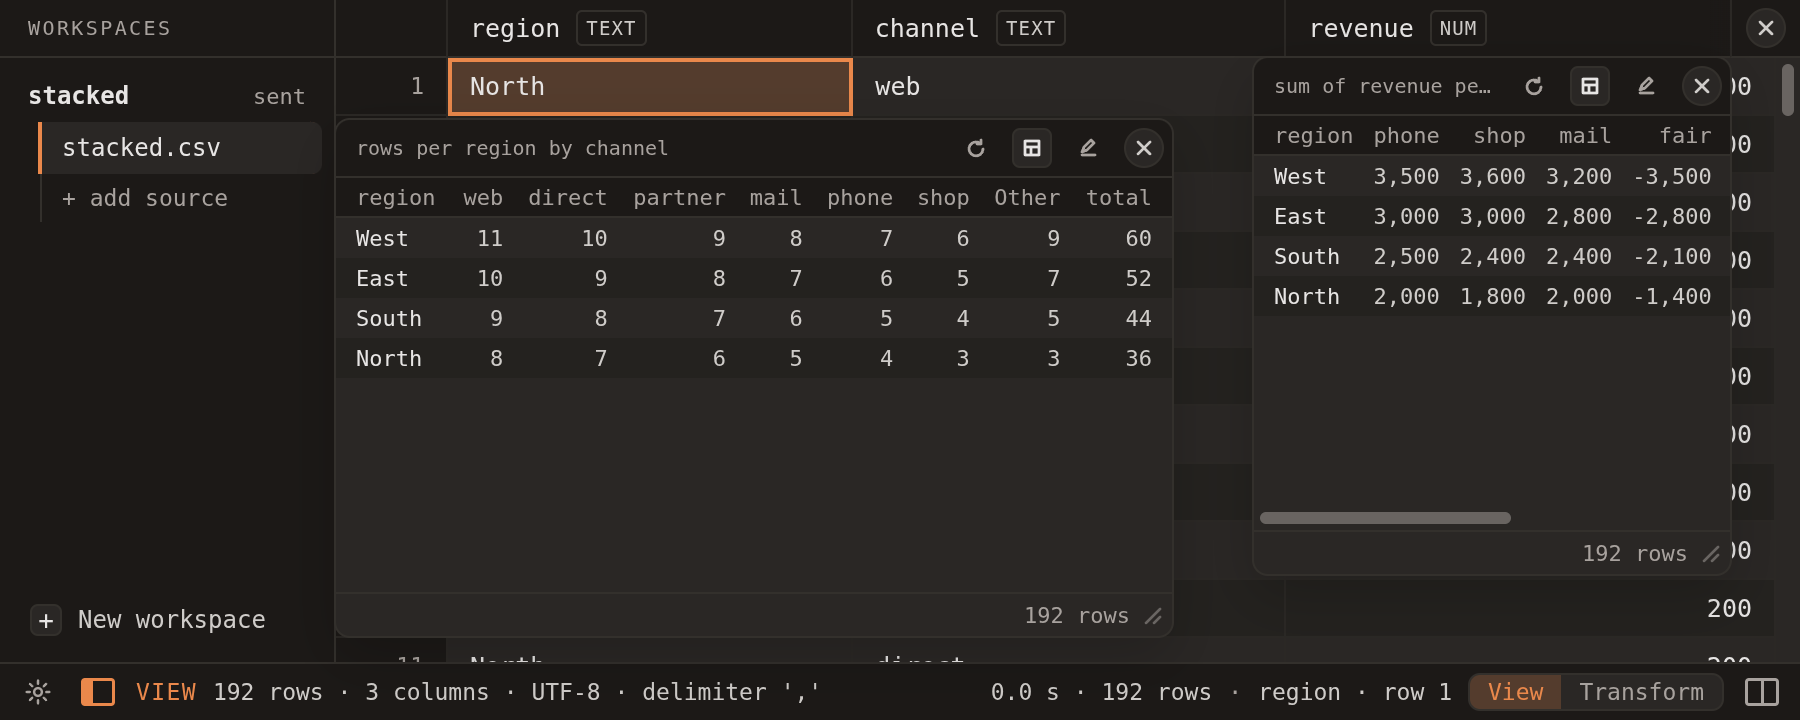 WORKSPACES
region TEXT channel TEXT revenue NUM
stacked sent
stacked.csv
+ add source
+ New workspace
1 North web
rows per region by channel
region web direct partner mail phone shop Other total
West 11 10 9 8 7 6 9 60
East 10 9 8 7 6 5 7 52
South 9 8 7 6 5 4 5 44
North 8 7 6 5 4 3 3 36
192 rows
sum of revenue pe…
region phone shop mail fair
West 3,500 3,600 3,200 -3,500
East 3,000 3,000 2,800 -2,800
South 2,500 2,400 2,400 -2,100
North 2,000 1,800 2,000 -1,400
192 rows
200
11 North direct 200
VIEW 192 rows · 3 columns · UTF-8 · delimiter ',' 0.0 s · 192 rows · region · row 1 View Transform